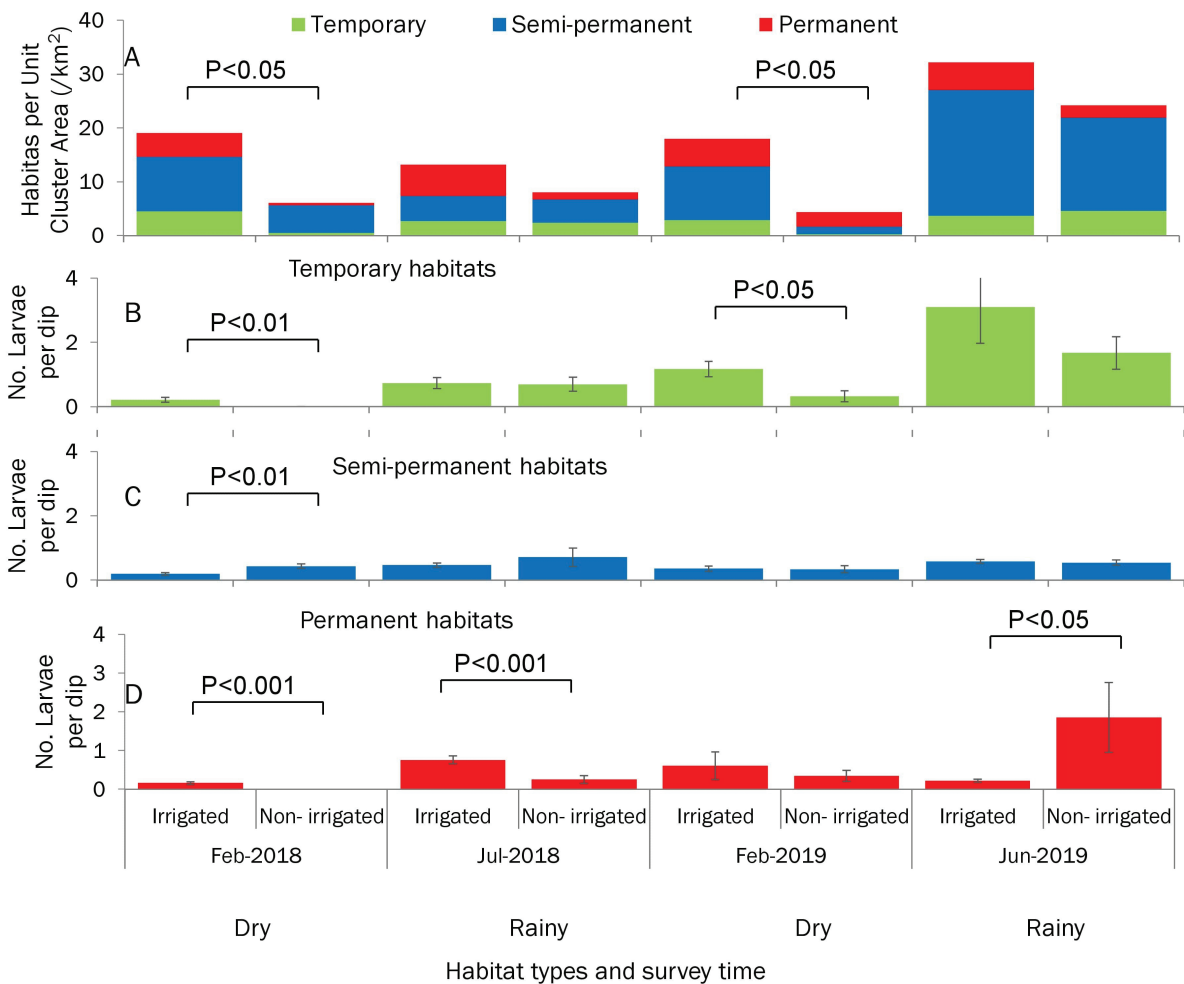 Temporary Semi-permanent Permanent
Habitas per Unit
Cluster Area (/km²)
40
30
20
10
0
A
P<0.05
P<0.05
Temporary habitats
No. Larvae
per dip
4
2
0
B
P<0.01
P<0.05
Semi-permanent habitats
No. Larvae
per dip
4
2
0
C
P<0.01
Permanent habitats
No. Larvae
per dip
4
3
2
1
0
D
P<0.001
P<0.001
P<0.05
Irrigated Non- irrigated Irrigated Non- irrigated Irrigated Non- irrigated Irrigated Non- irrigated
Feb-2018 Jul-2018 Feb-2019 Jun-2019
Dry Rainy Dry Rainy
Habitat types and survey time